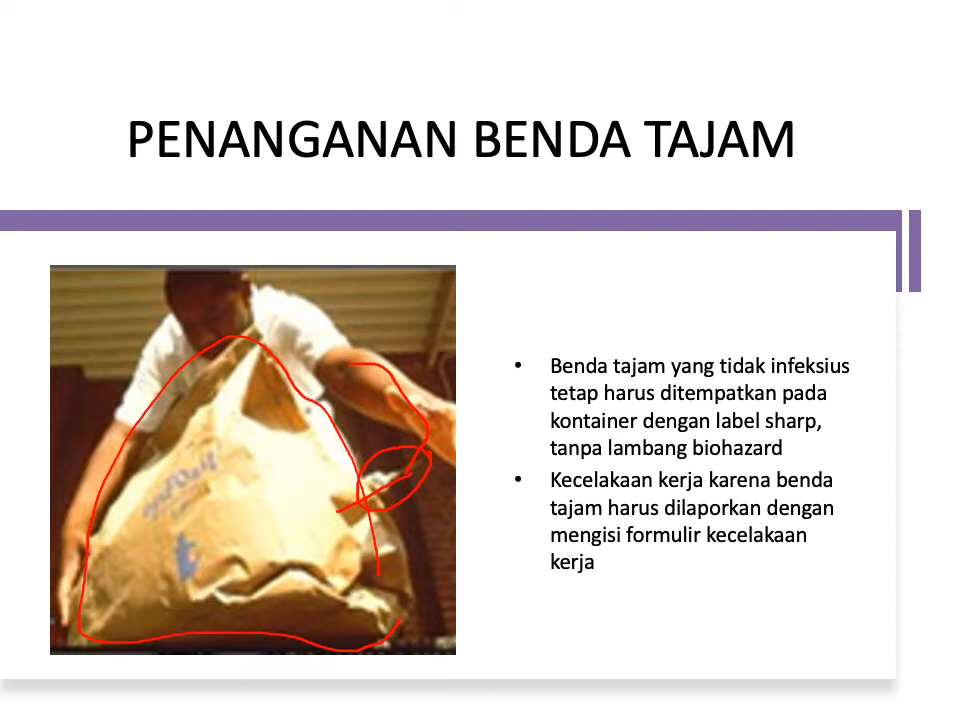 PENANGANAN BENDA TAJAM
• Benda tajam yang tidak infeksius
tetap harus ditempatkan pada
kontainer dengan label sharp,
tanpa lambang biohazard
• Kecelakaan kerja karena benda
tajam harus dilaporkan dengan
mengisi formulir kecelakaan
kerja